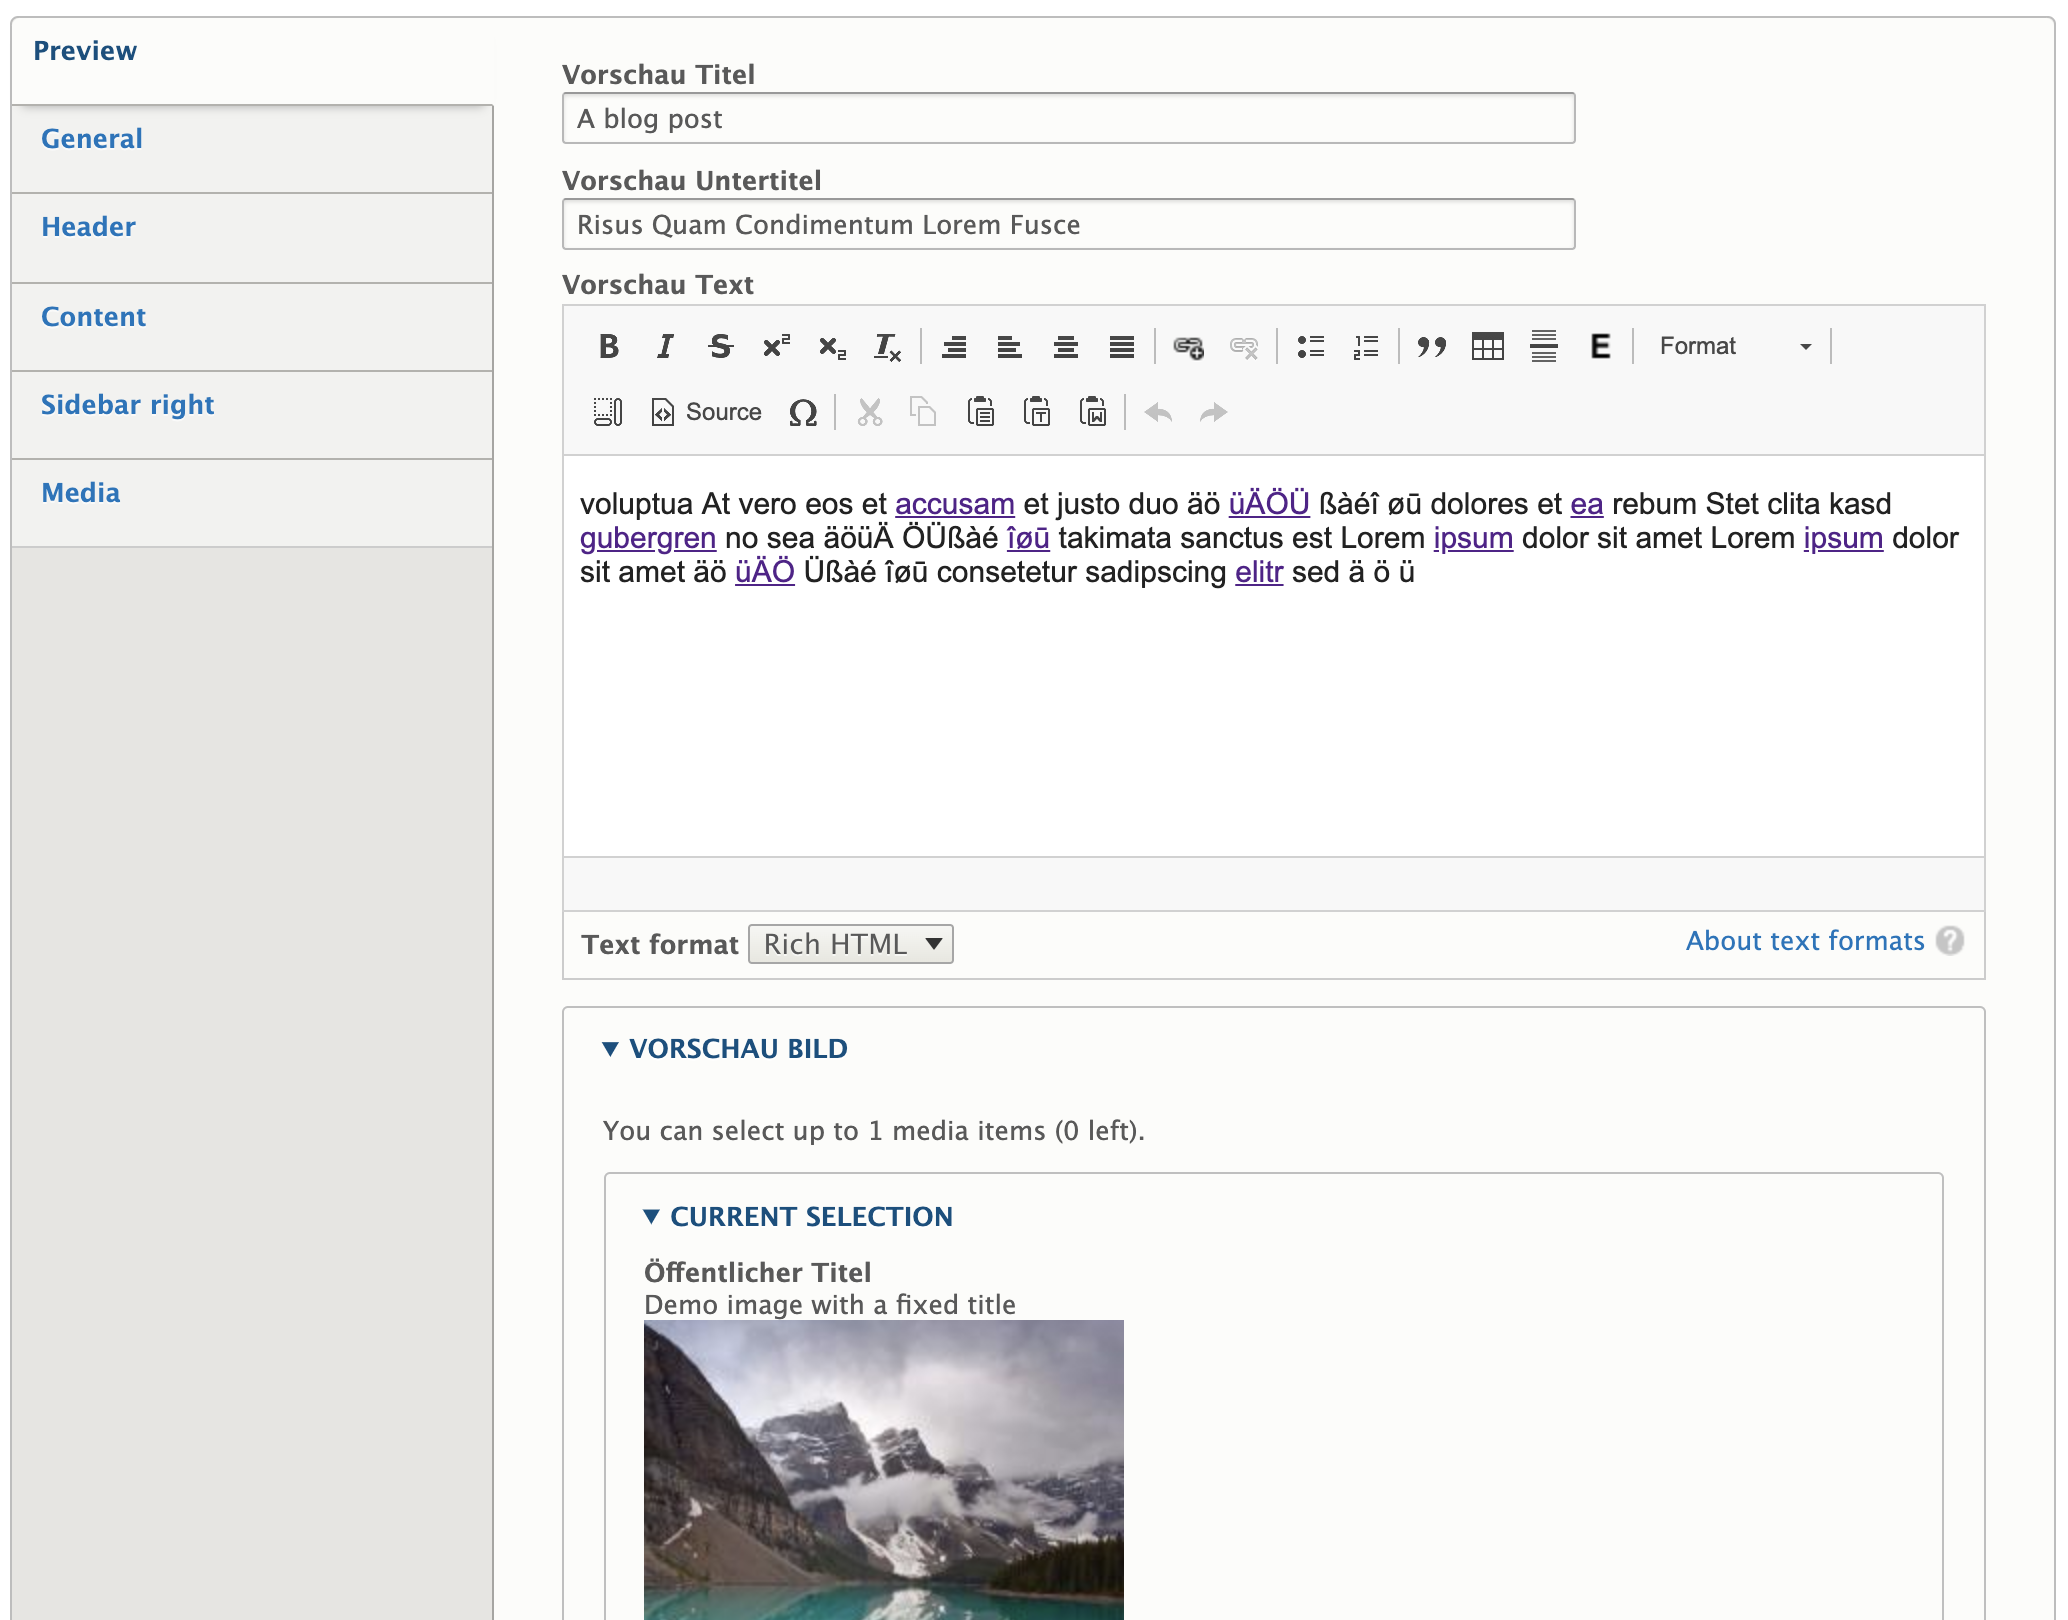 Preview
General
Header
Content
Sidebar right
Media
Vorschau Titel
A blog post
Vorschau Untertitel
Risus Quam Condimentum Lorem Fusce
Vorschau Text
Format
Source
voluptua At vero eos et accusam et justo duo äö üÄÖÜ ßàéî øū dolores et ea rebum Stet clita kasd
gubergren no sea äöüÄ ÖÜßàé îøū takimata sanctus est Lorem ipsum dolor sit amet Lorem ipsum dolor
sit amet äö üÄÖ Üßàé îøū consetetur sadipscing elitr sed ä ö ü
Text format Rich HTML
About text formats ?
VORSCHAU BILD
You can select up to 1 media items (0 left).
CURRENT SELECTION
Öffentlicher Titel
Demo image with a fixed title